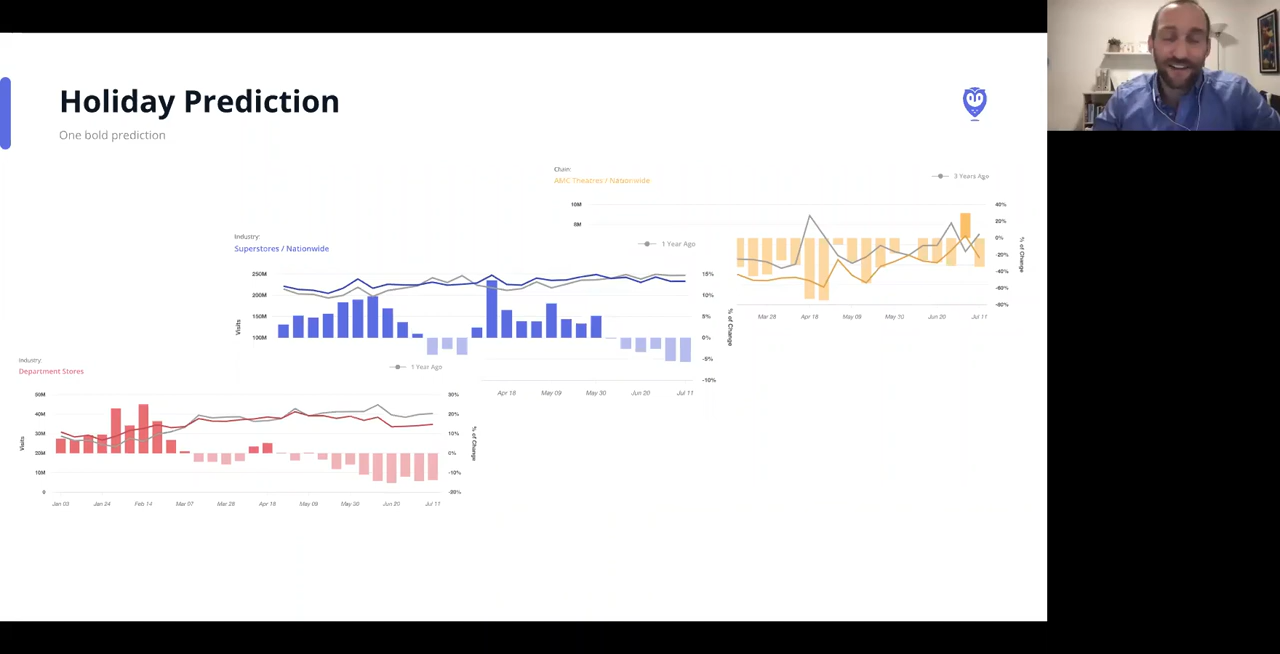 Holiday Prediction
One bold prediction
Chain:
AMC Theatres / Nationwide
3 Years Ago
10M
8M
40%
20%
0%
-20%
-40%
-60%
-80%
% of Change
Mar 28
Apr 18
May 09
May 30
Jun 20
Jul 11
Industry:
Superstores / Nationwide
1 Year Ago
250M
200M
150M
100M
Visits
15%
10%
5%
0%
-5%
-10%
% of Change
Apr 18
May 09
May 30
Jun 20
Jul 11
Industry:
Department Stores
1 Year Ago
50M
40M
30M
20M
10M
0
Visits
30%
20%
10%
0%
-10%
-20%
% of Change
Jan 03
Jan 24
Feb 14
Mar 07
Mar 28
Apr 18
May 09
May 30
Jun 20
Jul 11